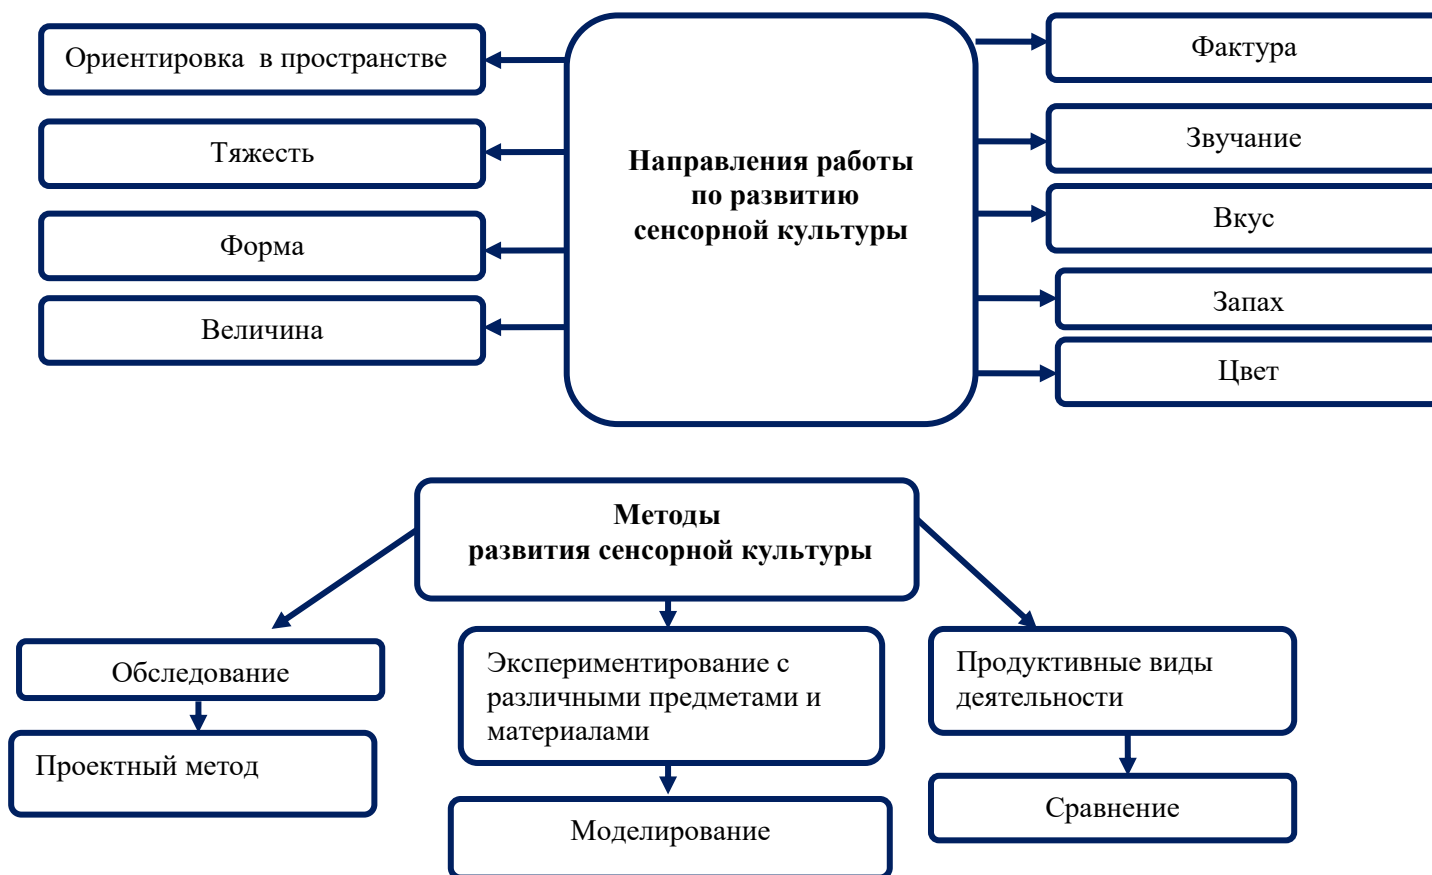 Ориентировка в пространстве
Тяжесть
Форма
Величина
Направления работы
по развитию
сенсорной культуры
Фактура
Звучание
Вкус
Запах
Цвет
Методы
развития сенсорной культуры
Обследование
Проектный метод
Экспериментирование с
различными предметами и
материалами
Моделирование
Продуктивные виды
деятельности
Сравнение